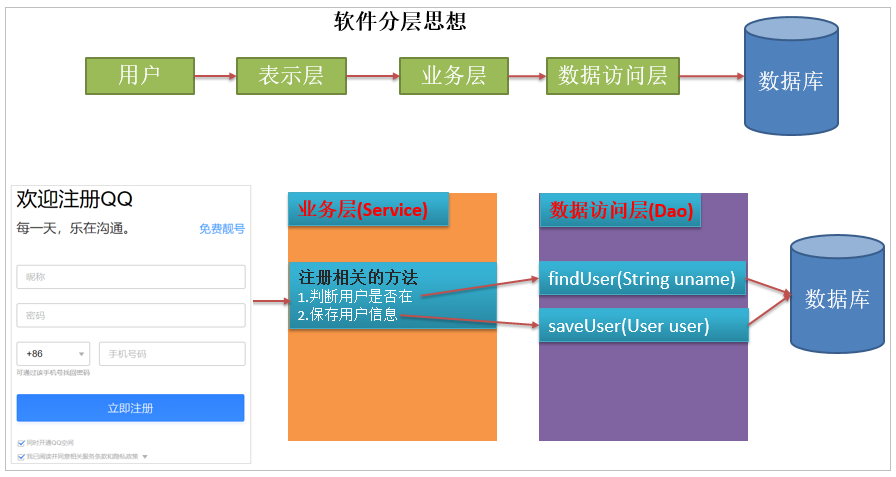 软件分层思想
用户
表示层
业务层
数据访问层
数据库
欢迎注册QQ
每一天，乐在沟通。
免费靓号
昵称
密码
+86
手机号码
可通过该手机号找回密码
立即注册
同时开通QQ空间
我已阅读并同意相关服务条款和隐私政策
业务层(Service)
注册相关的方法
1.判断用户是否在
2.保存用户信息
数据访问层(Dao)
findUser(String uname)
saveUser(User user)
数据库